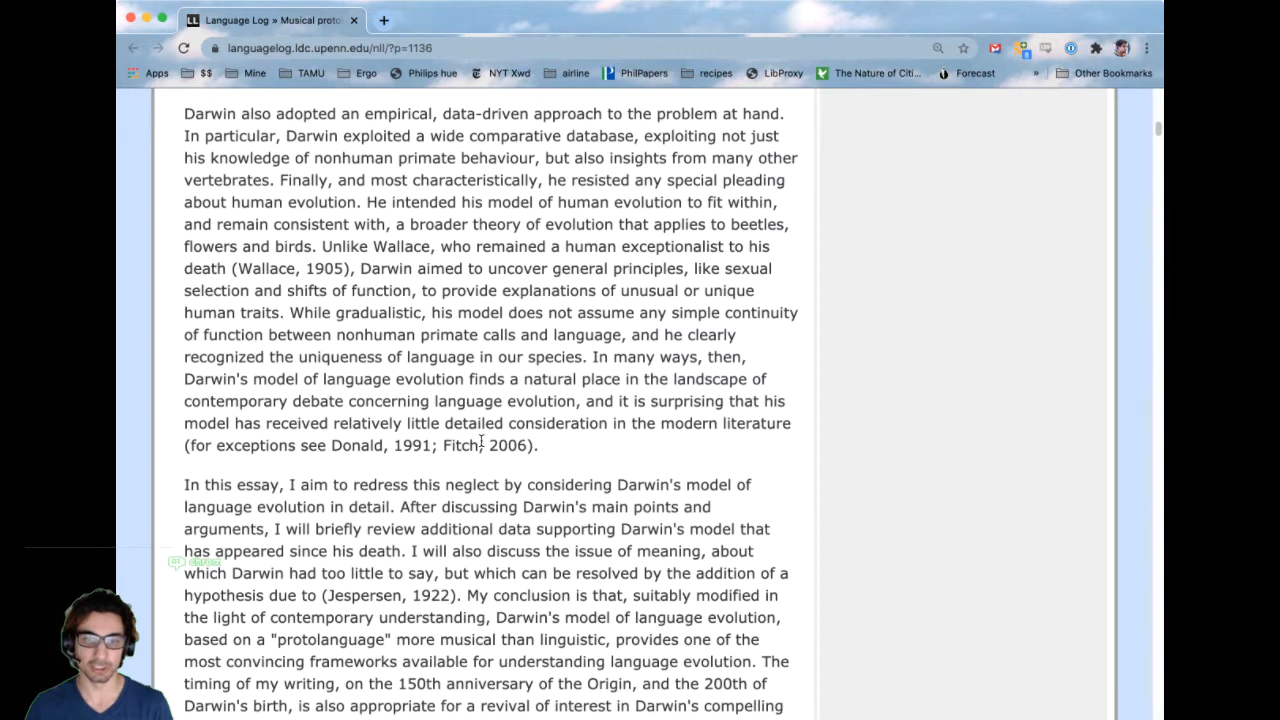 LL Language Log » Musical proto
languagelog.ldc.upenn.edu/nll/?p=1136
Apps $$ Mine TAMU Ergo Philips hue NYT Xwd airline PhilPapers recipes LibProxy The Nature of Citi... Forecast » Other Bookmarks
Darwin also adopted an empirical, data-driven approach to the problem at hand.
In particular, Darwin exploited a wide comparative database, exploiting not just
his knowledge of nonhuman primate behaviour, but also insights from many other
vertebrates. Finally, and most characteristically, he resisted any special pleading
about human evolution. He intended his model of human evolution to fit within,
and remain consistent with, a broader theory of evolution that applies to beetles,
flowers and birds. Unlike Wallace, who remained a human exceptionalist to his
death (Wallace, 1905), Darwin aimed to uncover general principles, like sexual
selection and shifts of function, to provide explanations of unusual or unique
human traits. While gradualistic, his model does not assume any simple continuity
of function between nonhuman primate calls and language, and he clearly
recognized the uniqueness of language in our species. In many ways, then,
Darwin's model of language evolution finds a natural place in the landscape of
contemporary debate concerning language evolution, and it is surprising that his
model has received relatively little detailed consideration in the modern literature
(for exceptions see Donald, 1991; Fitch, 2006).
In this essay, I aim to redress this neglect by considering Darwin's model of
language evolution in detail. After discussing Darwin's main points and
arguments, I will briefly review additional data supporting Darwin's model that
has appeared since his death. I will also discuss the issue of meaning, about
which Darwin had too little to say, but which can be resolved by the addition of a
hypothesis due to (Jespersen, 1922). My conclusion is that, suitably modified in
the light of contemporary understanding, Darwin's model of language evolution,
based on a "protolanguage" more musical than linguistic, provides one of the
most convincing frameworks available for understanding language evolution. The
timing of my writing, on the 150th anniversary of the Origin, and the 200th of
Darwin's birth, is also appropriate for a revival of interest in Darwin's compelling